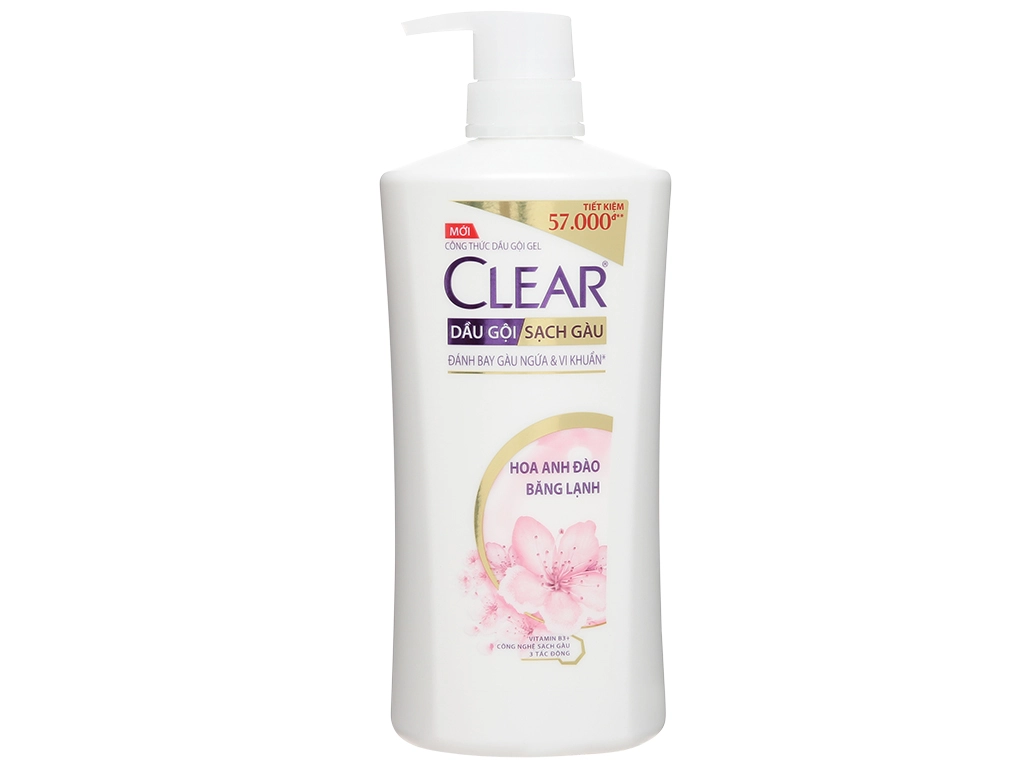 TIẾT KIỆM
57.000đ**
MỚI
CÔNG THỨC DẦU GỘI GEL
CLEAR®
DẦU GỘI SẠCH GÀU
ĐÁNH BAY GÀU NGỨA & VI KHUẨN*
HOA ANH ĐÀO
BĂNG LẠNH
VITAMIN B3+
CÔNG NGHỆ SẠCH GÀU
3 TÁC ĐỘNG